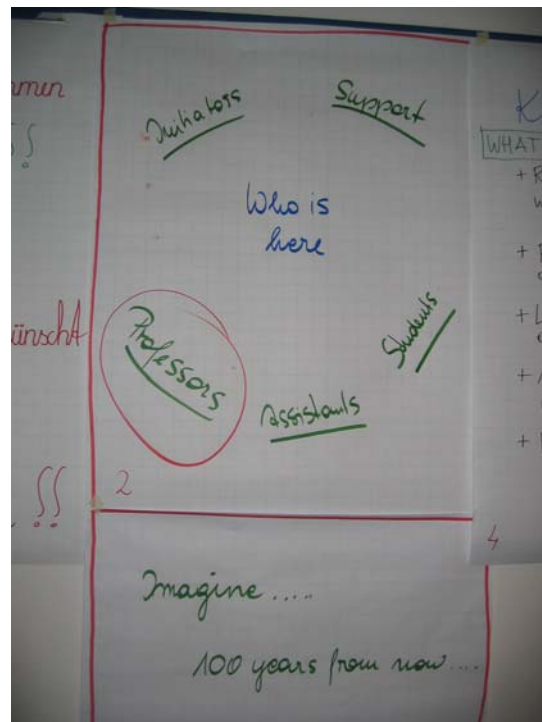 Initiators
Support
Who is
here
Professors
Students
Assistants
2
Imagine.....
100 years from now....
ünscht
WHAT
4